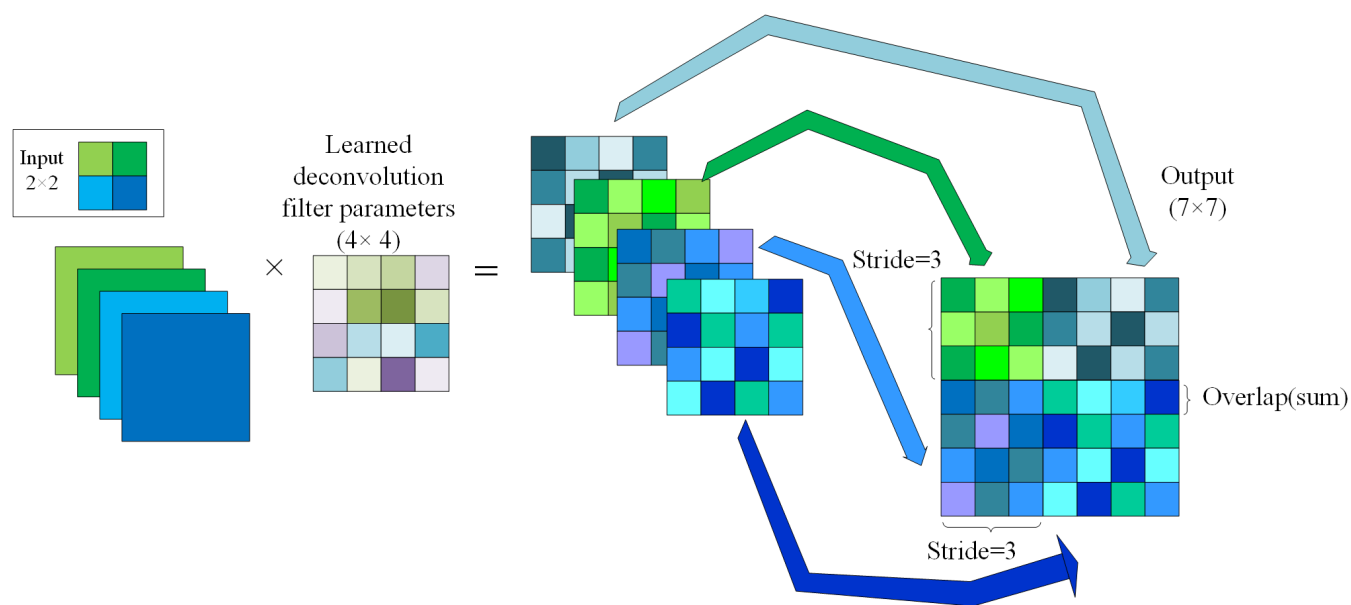 Input
2×2
Learned
deconvolution
filter parameters
(4× 4)
×
=
Output
(7×7)
Stride=3
Overlap(sum)
Stride=3